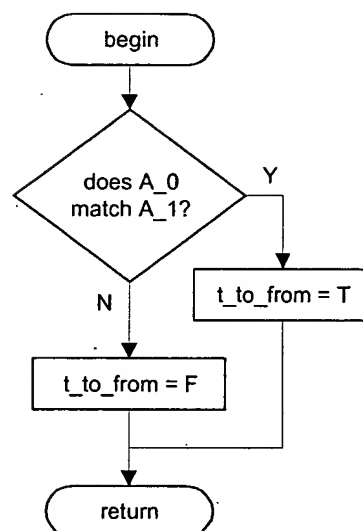 begin
does A_0
match A_1?
Y
t_to_from = T
N
t_to_from = F
return